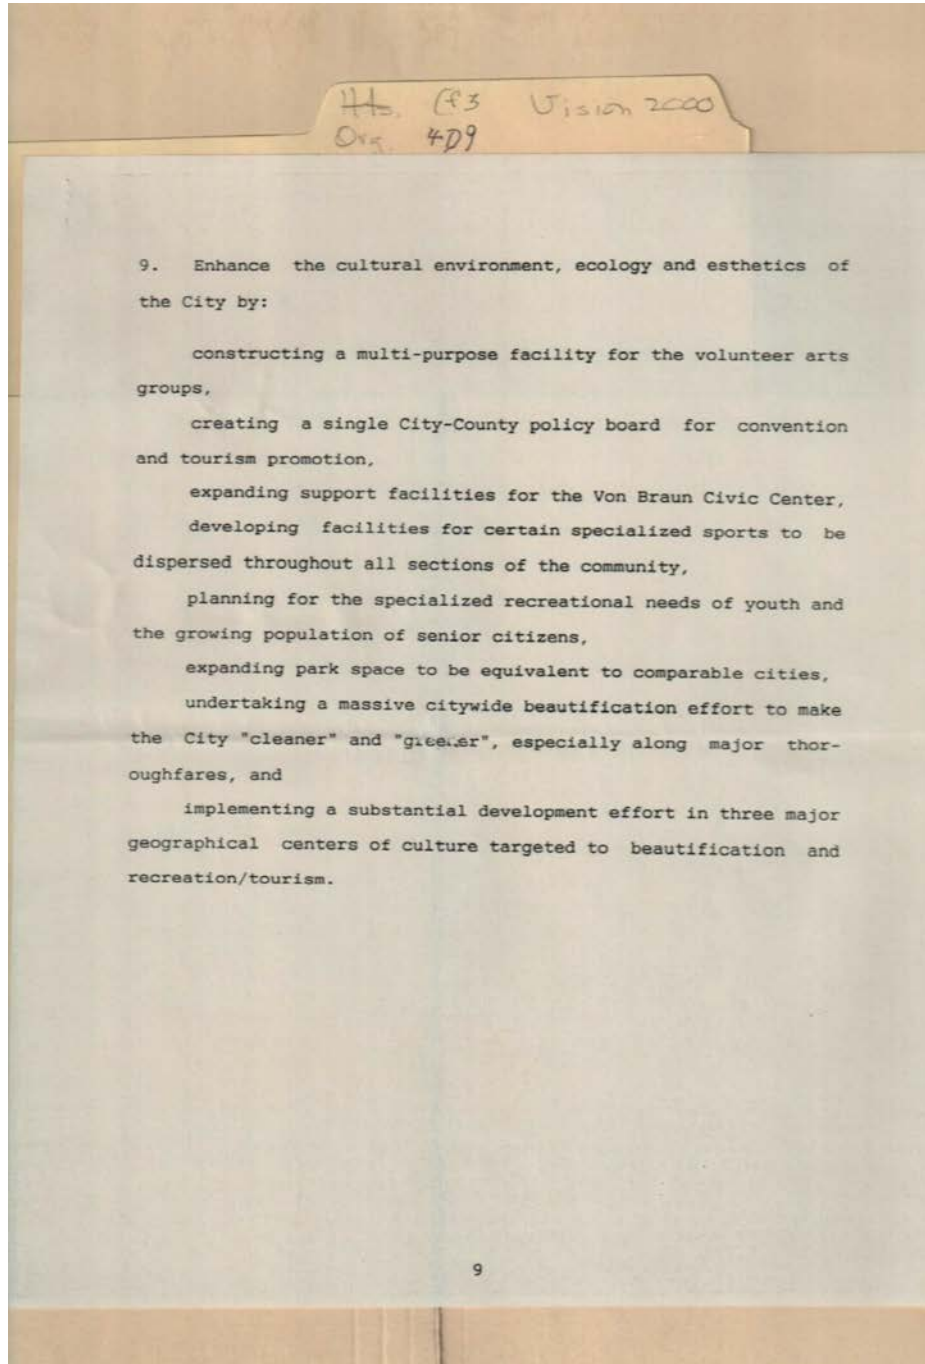 Hts. Cf3 Vision 2000
Org. 4D9
9. Enhance the cultural environment, ecology and esthetics of
the City by:
constructing a multi-purpose facility for the volunteer arts
groups,
creating a single City-County policy board for convention
and tourism promotion,
expanding support facilities for the Von Braun Civic Center,
developing facilities for certain specialized sports to be
dispersed throughout all sections of the community,
planning for the specialized recreational needs of youth and
the growing population of senior citizens,
expanding park space to be equivalent to comparable cities,
undertaking a massive citywide beautification effort to make
the City "cleaner" and "greener", especially along major thor-
oughfares, and
implementing a substantial development effort in three major
geographical centers of culture targeted to beautification and
recreation/tourism.
9